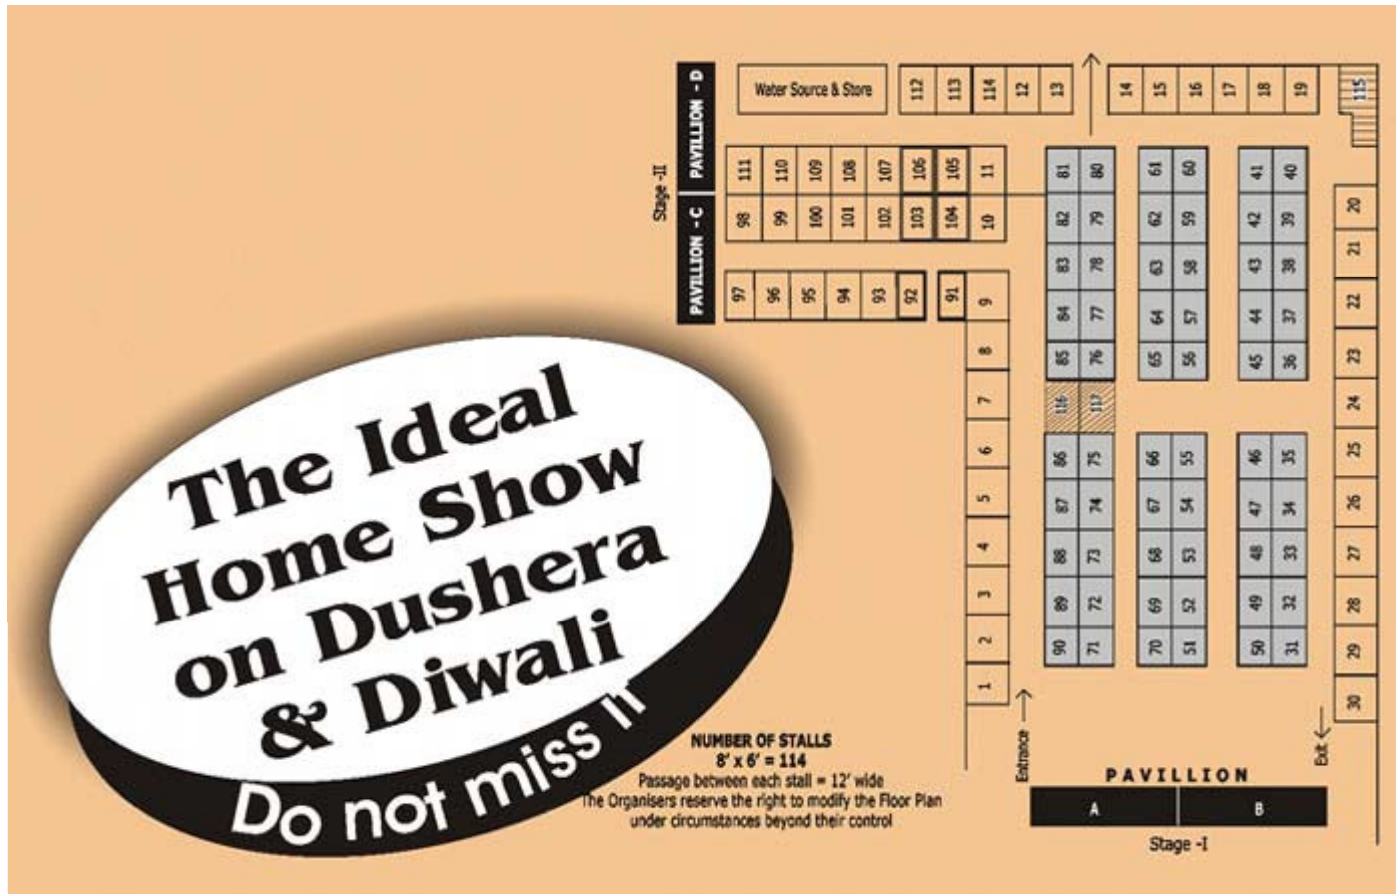 The Ideal
Home Show
on Dushera
& Diwali
Do not miss It
Stage -II
PAVILLION - D
PAVILLION - C
Water Source & Store
112 113 114 12 13
14 15 16 17 18 19
115
111 110 109 108 107 106 105 11
98 99 100 101 102 103 104 10
97 96 95 94 93 92 91 9
8
7
6
5
4
3
2
1
81 80
82 79
83 78
84 77
85 76
116 117
86 75
87 74
88 73
89 72
90 71
61 60
62 59
63 58
64 57
65 56
66 55
67 54
68 53
69 52
70 51
41 40
42 39
43 38
44 37
45 36
46 35
47 34
48 33
49 32
50 31
20
21
22
23
24
25
26
27
28
29
30
Entrance
Exit
NUMBER OF STALLS
8' x 6' = 114
Passage between each stall = 12' wide
The Organisers reserve the right to modify the Floor Plan
under circumstances beyond their control
PAVILLION
A B
Stage -I